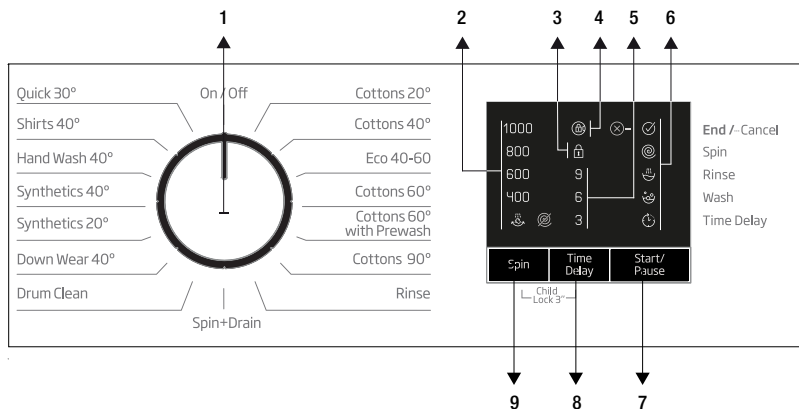 1 2 3 4 5 6
Quick 30° On / Off Cottons 20°
Shirts 40° Cottons 40°
Hand Wash 40° Eco 40-60
Synthetics 40° Cottons 60°
Synthetics 20° Cottons 60°
with Prewash
Down Wear 40° Cottons 90°
Drum Clean Rinse
Spin+Drain
1000 End / Cancel
800 Spin
600 9 Rinse
400 6 Wash
3 Time Delay
Spin Time
Delay Start/
Pause
Child
Lock 3"
9 8 7